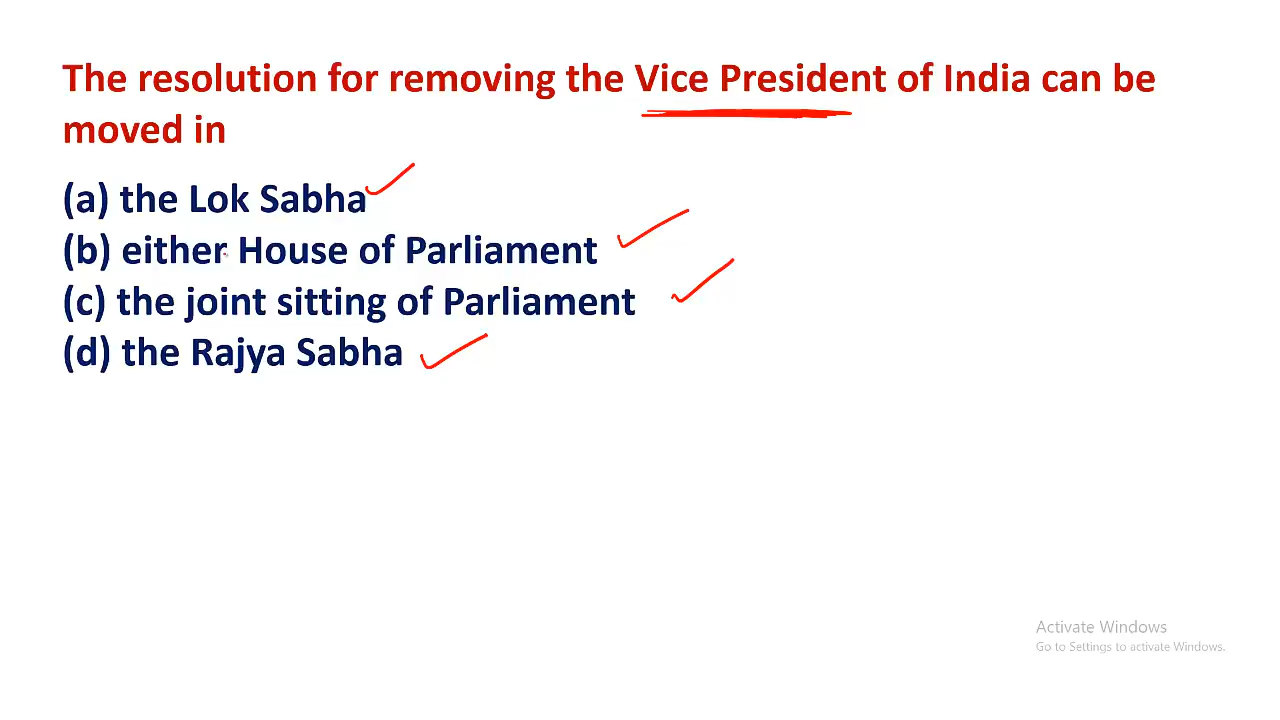 The resolution for removing the Vice President of India can be
moved in
(a) the Lok Sabha
(b) either House of Parliament
(c) the joint sitting of Parliament
(d) the Rajya Sabha
Activate Windows
Go to Settings to activate Windows.